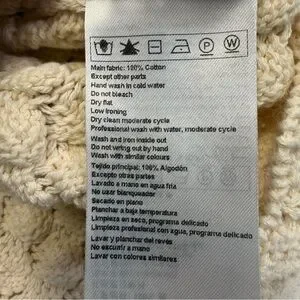 P W
Main fabric: 100% Cotton
Except other parts
Hand wash in cold water
Do not bleach
Dry flat
Low Ironing
Dry clean moderate cycle
Professional wash with water, moderate cycle
Wash and iron inside out
Do not wring out by hand
Wash with similar colours
Tejido principal: 100% Algodón
Excepto otras partes
Lavado a mano en agua fria
No usar blanqueador
Secado en plano
Planchar a baja temperatura
Limpieza en seco, programa delicado
Limpieza profesional con agua, programa delicado
Lavar y planchar del revés
No escurrir a mano
Lavar con colores similares